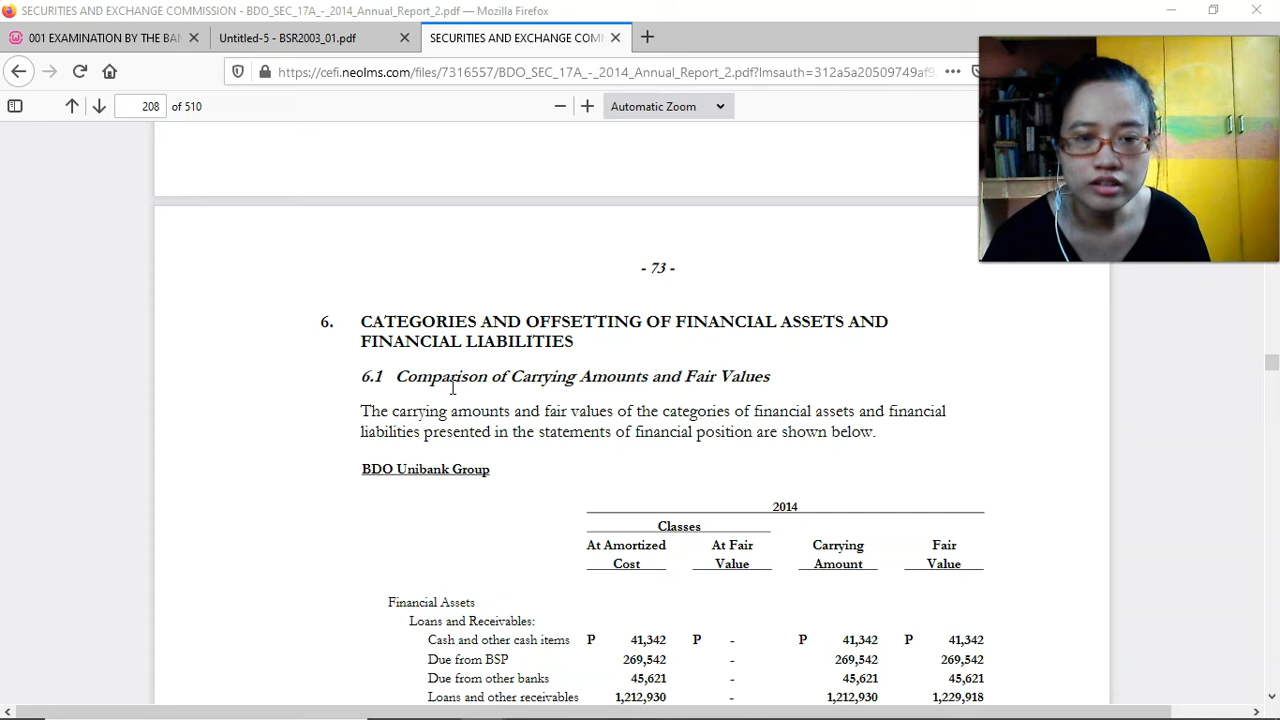 SECURITIES AND EXCHANGE COMMISSION - BDO_SEC_17A_-_2014_Annual_Report_2.pdf — Mozilla Firefox
001 EXAMINATION BY THE BAN
Untitled-5 - BSR2003_01.pdf
SECURITIES AND EXCHANGE COMM
https://cefi.neolms.com/files/7316557/BDO_SEC_17A_-_2014_Annual_Report_2.pdf?lmsauth=312a5a20509749af9
208 of 510
Automatic Zoom
- 73 -
6. CATEGORIES AND OFFSETTING OF FINANCIAL ASSETS AND
FINANCIAL LIABILITIES
6.1 Comparison of Carrying Amounts and Fair Values
The carrying amounts and fair values of the categories of financial assets and financial
liabilities presented in the statements of financial position are shown below.
BDO Unibank Group
2014
Classes
At Amortized At Fair Carrying Fair
Cost Value Amount Value
Financial Assets
Loans and Receivables:
Cash and other cash items P 41,342 P - P 41,342 P 41,342
Due from BSP 269,542 - 269,542 269,542
Due from other banks 45,621 - 45,621 45,621
Loans and other receivables 1,212,930 - 1,212,930 1,229,918